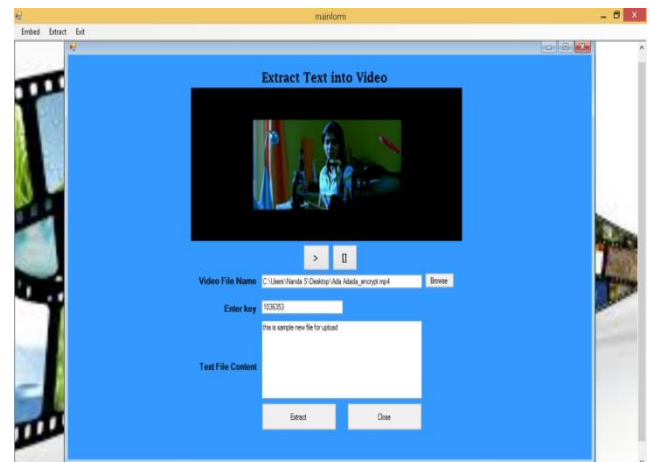 mainform
Embed Extract Exit
Extract Text into Video
>
[]
Video File Name C:\Users\Nanda S\Desktop\Ada Adada_encrypt.mp4 Browse
Enter key 1036353
this is sample new file for upload
Text File Content
Extract Close